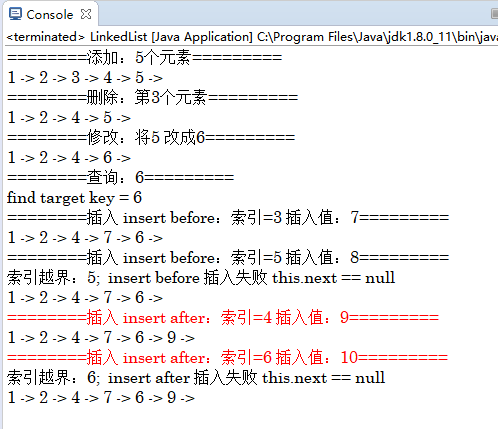 Console
<terminated> LinkedList [Java Application] C:\Program Files\Java\jdk1.8.0_11\bin\java
========添加：5个元素=========
1 -> 2 -> 3 -> 4 -> 5 ->
========删除：第3个元素=========
1 -> 2 -> 4 -> 5 ->
========修改：将5 改成6=========
1 -> 2 -> 4 -> 6 ->
========查询：6=========
find target key = 6
========插入 insert before：索引=3 插入值：7=========
1 -> 2 -> 4 -> 7 -> 6 ->
========插入 insert before：索引=5 插入值：8=========
索引越界：5;  insert before 插入失败 this.next == null
1 -> 2 -> 4 -> 7 -> 6 ->
========插入 insert after：索引=4 插入值：9=========
1 -> 2 -> 4 -> 7 -> 6 -> 9 ->
========插入 insert after：索引=6 插入值：10=========
索引越界：6;  insert after 插入失败 this.next == null
1 -> 2 -> 4 -> 7 -> 6 -> 9 ->